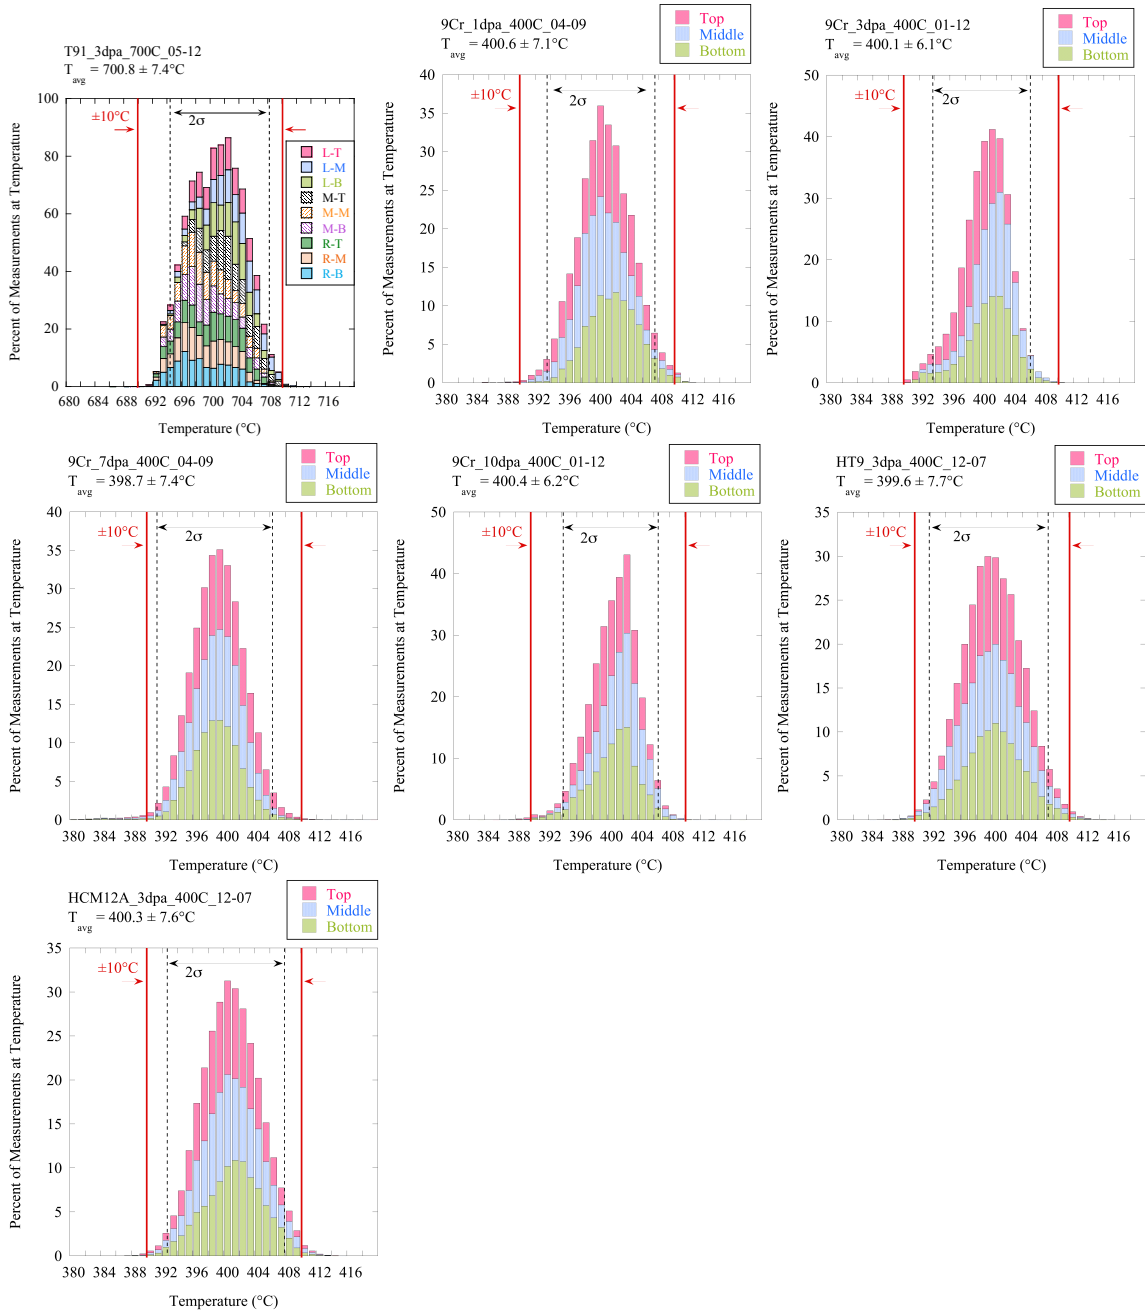 T91_3dpa_700C_05-12
T avg = 700.8 ± 7.4°C
±10°C
2σ
L-T
L-M
L-B
M-T
M-M
M-B
R-T
R-M
R-B
Percent of Measurements at Temperature
100
80
60
40
20
0
680 684 688 692 696 700 704 708 712 716
Temperature (°C)
9Cr_1dpa_400C_04-09
T avg = 400.6 ± 7.1°C
Top
Middle
Bottom
±10°C
2σ
Percent of Measurements at Temperature
40
35
30
25
20
15
10
5
0
380 384 392 400 408 412 416
Temperature (°C)
9Cr_3dpa_400C_01-12
T avg = 400.1 ± 6.1°C
Top
Middle
Bottom
±10°C
2σ
Percent of Measurements at Temperature
50
40
30
20
10
0
380 384 388 392 396 400 404 408 412 416
Temperature (°C)
9Cr_7dpa_400C_04-09
T avg = 398.7 ± 7.4°C
Top
Middle
Bottom
±10°C
2σ
Percent of Measurements at Temperature
40
35
30
25
20
15
10
5
0
380 384 388 392 396 400 404 408 412 416
Temperature (°C)
9Cr_10dpa_400C_01-12
T avg = 400.4 ± 6.2°C
Top
Middle
Bottom
±10°C
2σ
Percent of Measurements at Temperature
50
40
30
20
10
0
380 384 388 392 396 400 404 408 412 416
Temperature (°C)
HT9_3dpa_400C_12-07
T avg = 399.6 ± 7.7°C
Top
Middle
Bottom
±10°C
2σ
Percent of Measurements at Temperature
35
30
25
20
15
10
5
0
380 384 388 392 396 400 404 408 412 416
Temperature (°C)
HCM12A_3dpa_400C_12-07
T avg = 400.3 ± 7.6°C
Top
Middle
Bottom
±10°C
2σ
Percent of Measurements at Temperature
35
30
25
20
15
10
5
0
380 384 388 392 396 400 404 408 412 416
Temperature (°C)